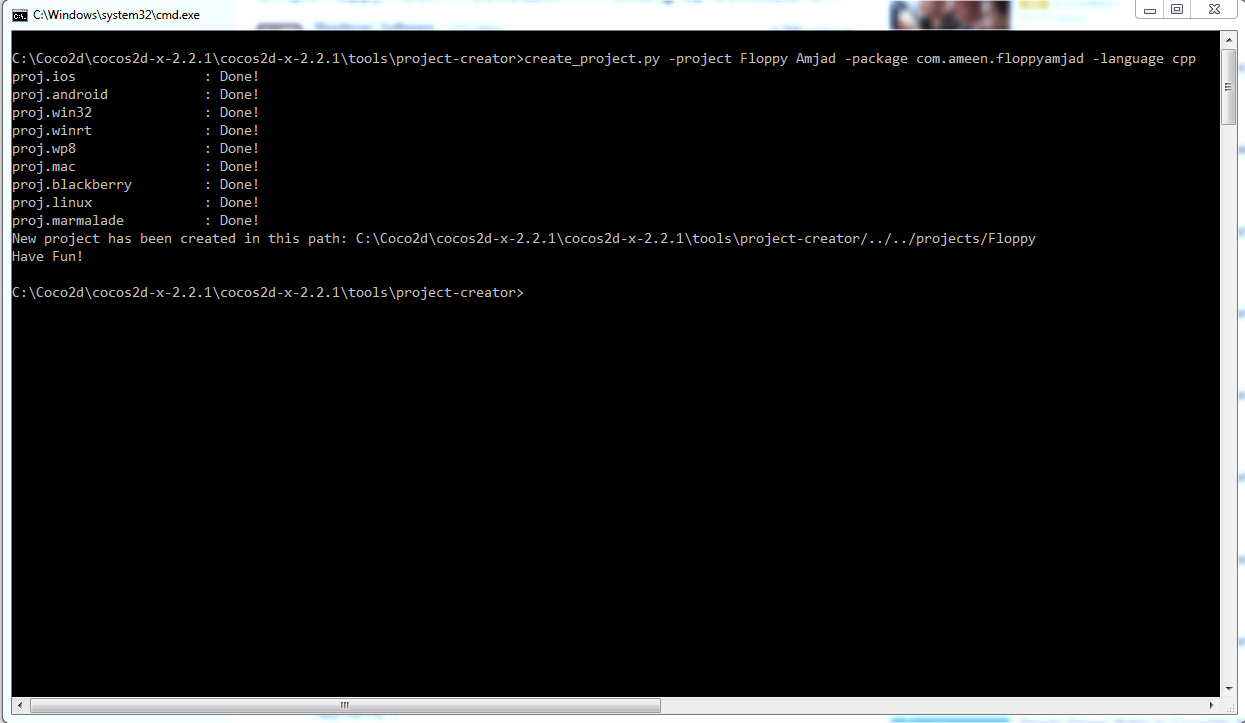 C:\Windows\system32\cmd.exe
C:\Coco2d\cocos2d-x-2.2.1\cocos2d-x-2.2.1\tools\project-creator>create_project.py -project Floppy Amjad -package com.ameen.floppyamjad -language cpp
proj.ios : Done!
proj.android : Done!
proj.win32 : Done!
proj.winrt : Done!
proj.wp8 : Done!
proj.mac : Done!
proj.blackberry : Done!
proj.linux : Done!
proj.marmalade : Done!
New project has been created in this path: C:\Coco2d\cocos2d-x-2.2.1\cocos2d-x-2.2.1\tools\project-creator/../../projects/Floppy
Have Fun!
C:\Coco2d\cocos2d-x-2.2.1\cocos2d-x-2.2.1\tools\project-creator>